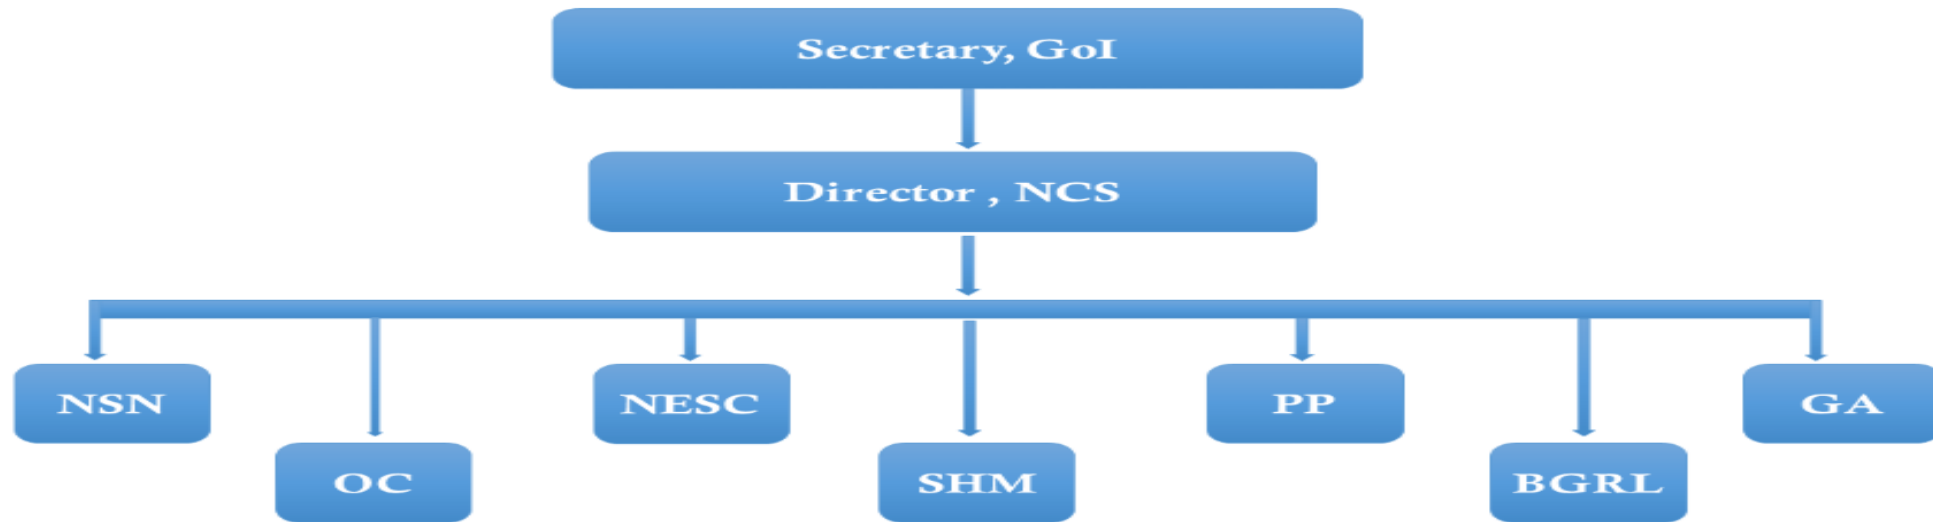 Secretary, GoI
Director , NCS
NSN
OC
NESC
SHM
PP
BGRL
GA